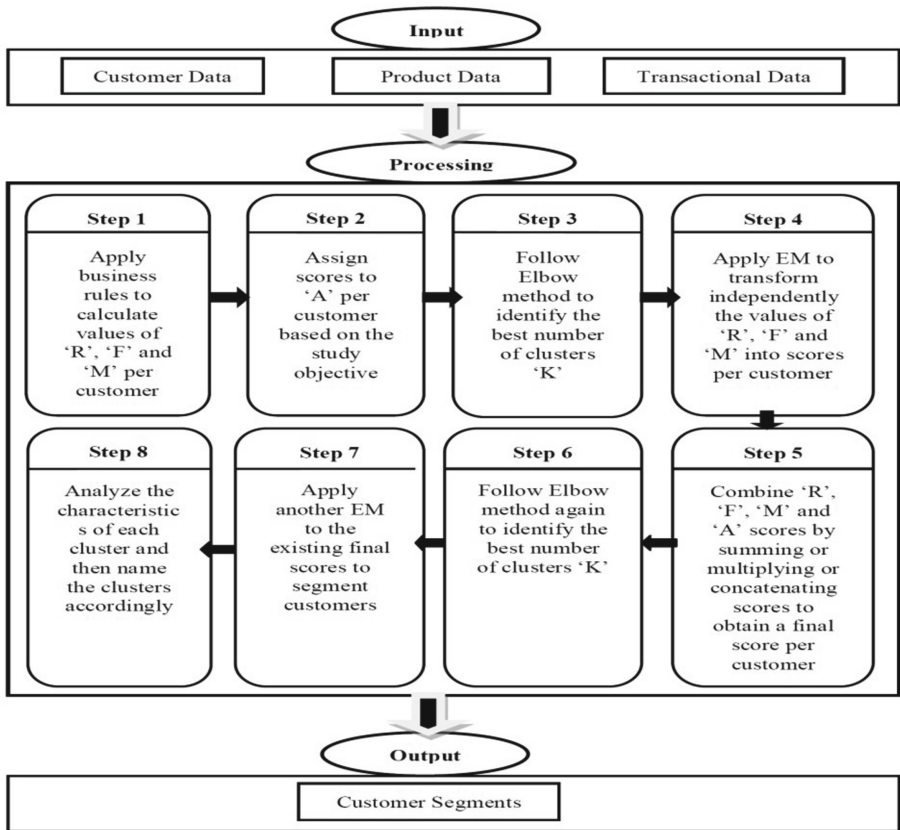 Input
Customer Data
Product Data
Transactional Data
Processing
Step 1
Apply
business
rules to
calculate
values of
‘R’, ‘F’ and
‘M’ per
customer
Step 2
Assign
scores to
‘A’ per
customer
based on the
study
objective
Step 3
Follow
Elbow
method to
identify the
best number
of clusters
‘K’
Step 4
Apply EM to
transform
independently
the values of
‘R’, ‘F’ and
‘M’ into scores
per customer
Step 5
Combine ‘R’,
‘F’, ‘M’ and
‘A’ scores by
summing or
multiplying or
concatenating
scores to
obtain a final
score per
customer
Step 6
Follow Elbow
method again
to identify the
best number
of clusters ‘K’
Step 7
Apply
another EM
to the
existing final
scores to
segment
customers
Step 8
Analyze the
characteristic
s of each
cluster and
then name
the clusters
accordingly
Output
Customer Segments